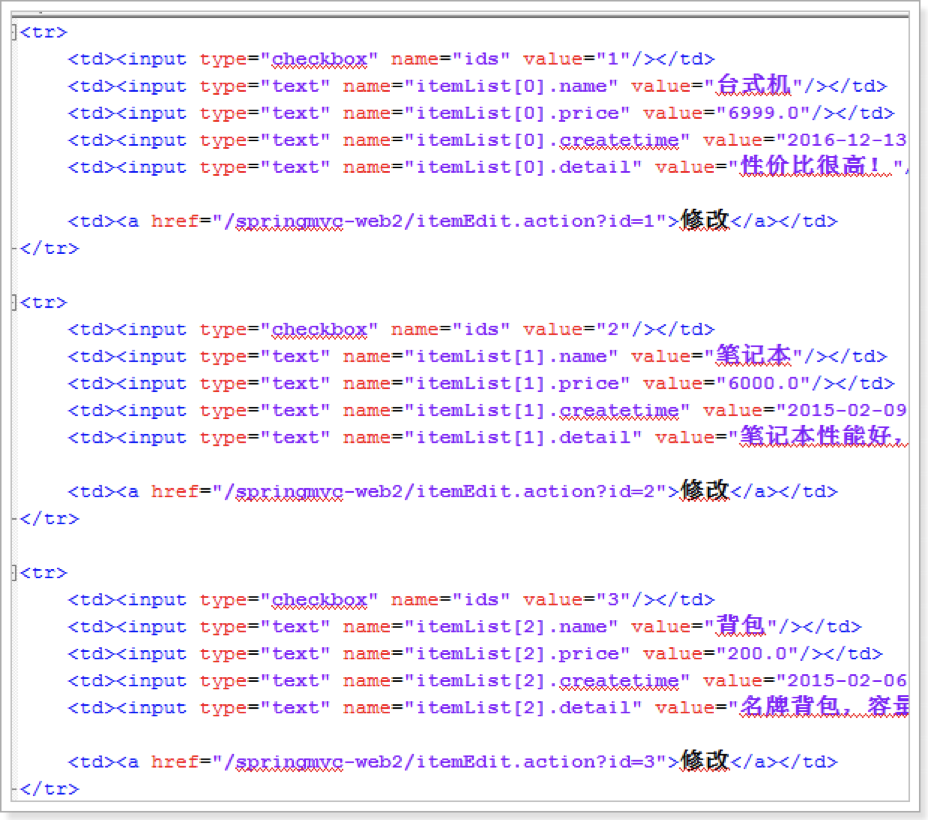 <tr>
<td><input type="checkbox" name="ids" value="1"/></td>
<td><input type="text" name="itemList[0].name" value="台式机"/></td>
<td><input type="text" name="itemList[0].price" value="6999.0"/></td>
<td><input type="text" name="itemList[0].createtime" value="2016-12-13
<td><input type="text" name="itemList[0].detail" value="性价比很高！"/
<td><a href="/springmvc-web2/itemEdit.action?id=1">修改</a></td>
</tr>
<tr>
<td><input type="checkbox" name="ids" value="2"/></td>
<td><input type="text" name="itemList[1].name" value="笔记本"/></td>
<td><input type="text" name="itemList[1].price" value="6000.0"/></td>
<td><input type="text" name="itemList[1].createtime" value="2015-02-09
<td><input type="text" name="itemList[1].detail" value="笔记本性能好，
<td><a href="/springmvc-web2/itemEdit.action?id=2">修改</a></td>
</tr>
<tr>
<td><input type="checkbox" name="ids" value="3"/></td>
<td><input type="text" name="itemList[2].name" value="背包"/></td>
<td><input type="text" name="itemList[2].price" value="200.0"/></td>
<td><input type="text" name="itemList[2].createtime" value="2015-02-06
<td><input type="text" name="itemList[2].detail" value="名牌背包，容量
<td><a href="/springmvc-web2/itemEdit.action?id=3">修改</a></td>
</tr>